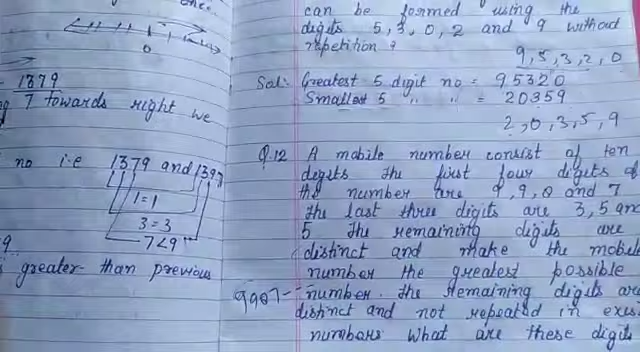 0
1379
7 towards right we
no i.e 1379 and 1397
1=1
3=3
7<9
9
greater than previous
can be formed using the
digits 5, 3, 0, 2 and 9 without
repetition ?
9, 5, 3, 2, 0
Sol:- Greatest 5 digit no = 95320
Smallest 5 " " = 20359
2, 0, 3, 5, 9
Q.12 A mobile number consist of ten
digits the first four digits of
the number are 9, 9, 8 and 7
the last three digits are 3, 5 and
5 the remaining digits are
distinct and make the mobile
number the greatest possible
number. the remaining digits are
9987-
distinct and not repeated in exis
numbers what are these digits